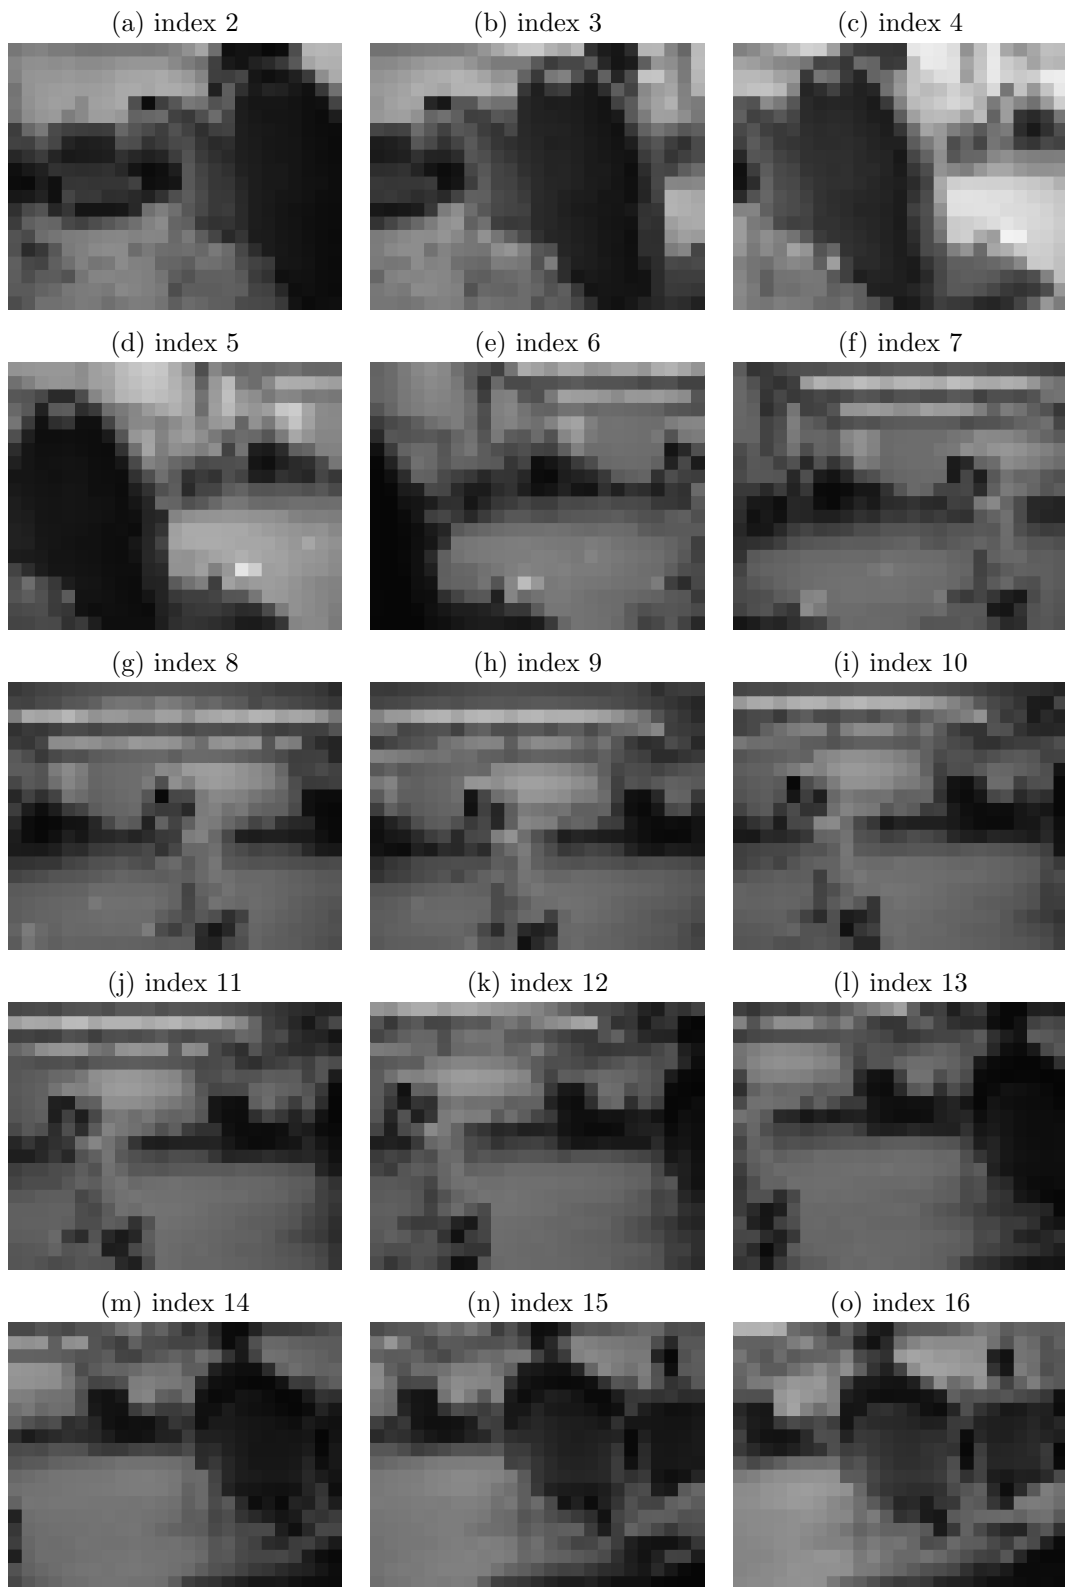 (a) index 2 (b) index 3 (c) index 4
(d) index 5 (e) index 6 (f) index 7
(g) index 8 (h) index 9 (i) index 10
(j) index 11 (k) index 12 (l) index 13
(m) index 14 (n) index 15 (o) index 16